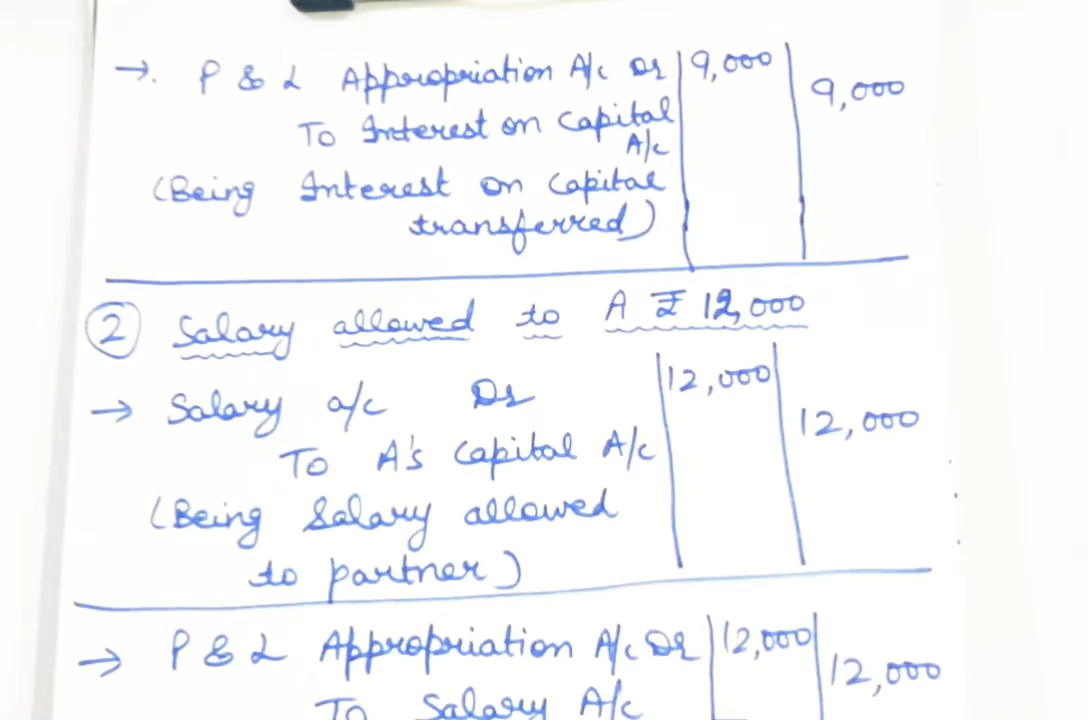 →. P & L Appropriation A/c Dr 9,000
To Interest on Capital 9,000
A/c
(Being Interest on Capital
transferred)
② Salary allowed to A ₹ 12,000
→ Salary a/c Dr 12,000
To A's Capital A/c 12,000
(Being Salary allowed
to partner)
→ P & L Appropriation A/c Dr 12,000
To Salary A/c 12,000